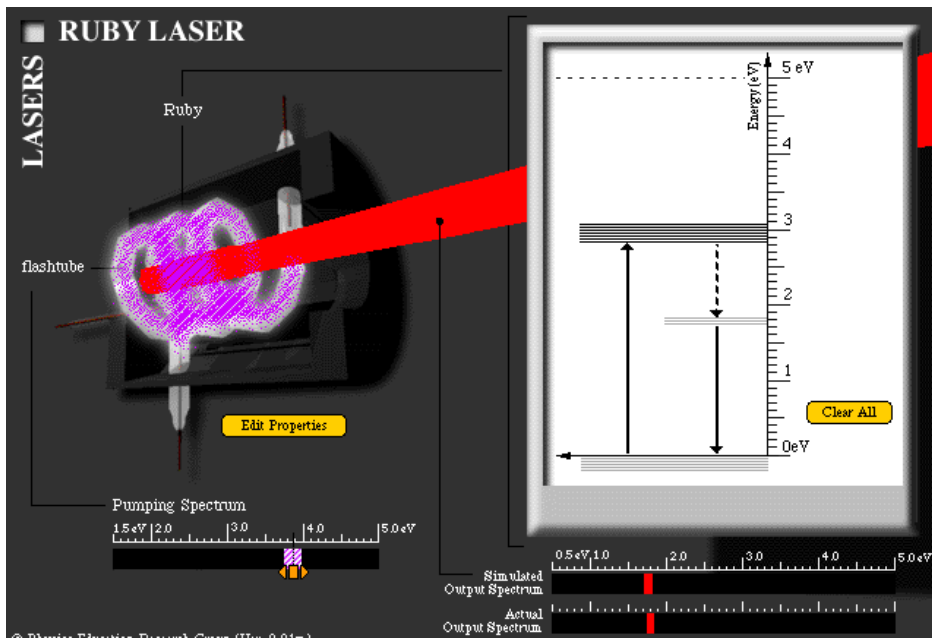 RUBY LASER
LASERS
Ruby
flashtube
Edit Properties
Pumping Spectrum
1.5 eV 2.0 3.0 4.0 5.0 eV
Energy (eV)
5 eV
4
3
2
1
0eV
Clear All
0.5 eV 1.0 2.0 3.0 4.0 5.0 eV
Simulated
Output Spectrum
Actual
Output Spectrum